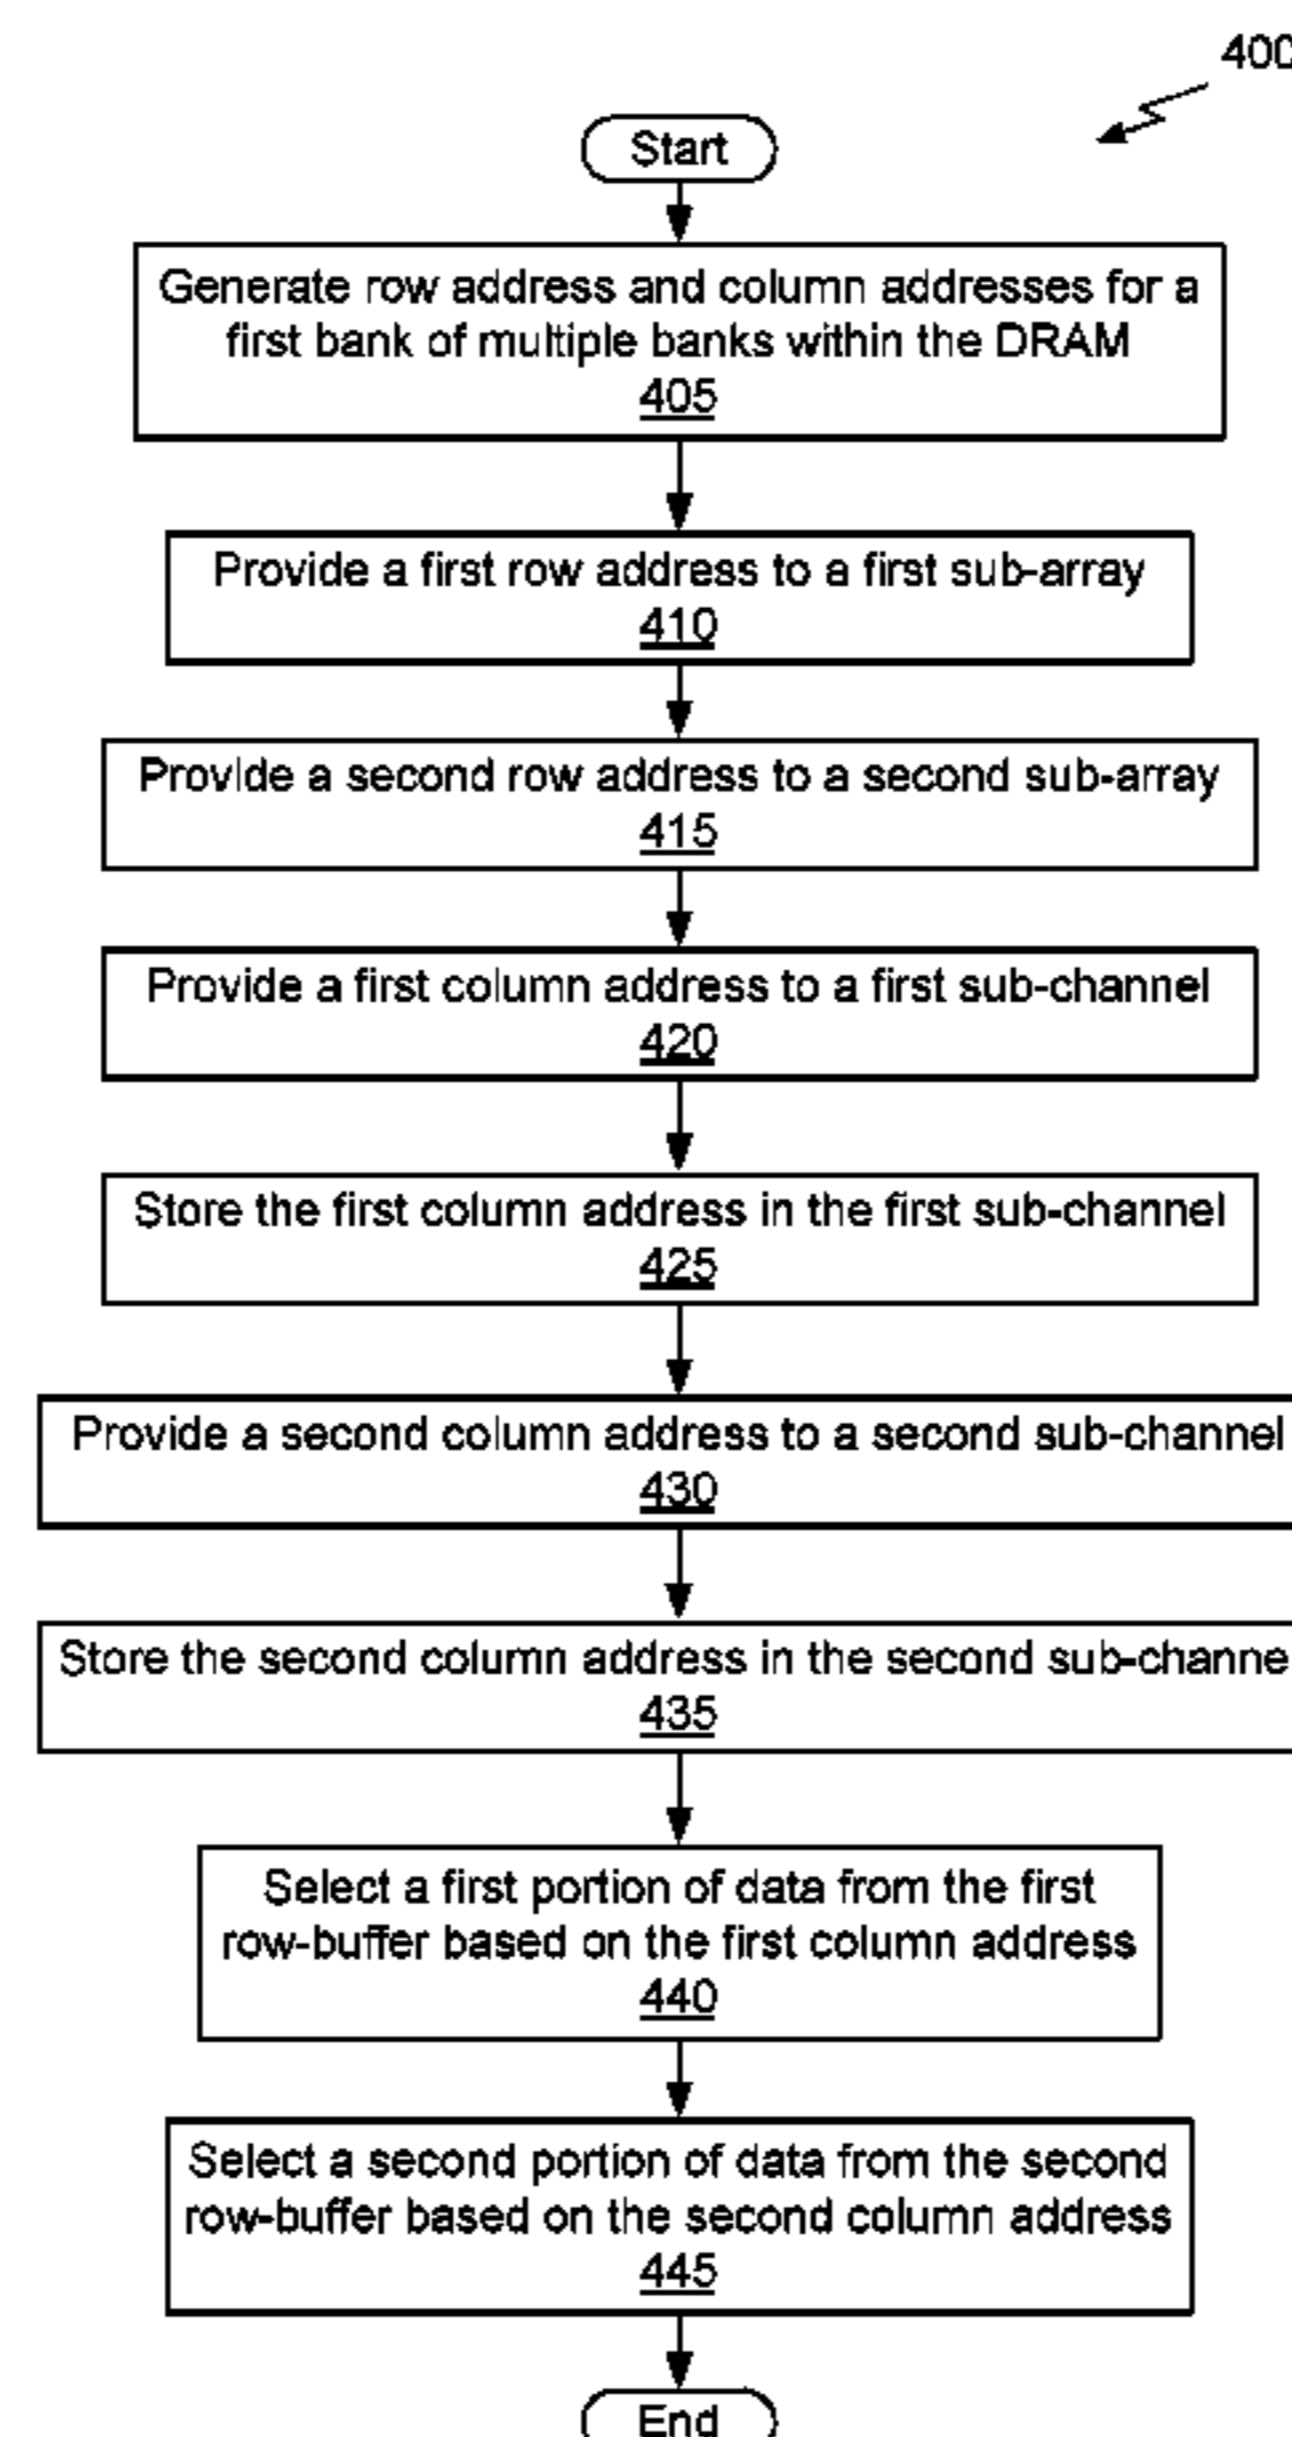 400
Start
Generate row address and column addresses for a
first bank of multiple banks within the DRAM
405
Provide a first row address to a first sub-array
410
Provide a second row address to a second sub-array
415
Provide a first column address to a first sub-channel
420
Store the first column address in the first sub-channel
425
Provide a second column address to a second sub-channel
430
Store the second column address in the second sub-channe
435
Select a first portion of data from the first
row-buffer based on the first column address
440
Select a second portion of data from the second
row-buffer based on the second column address
445
End